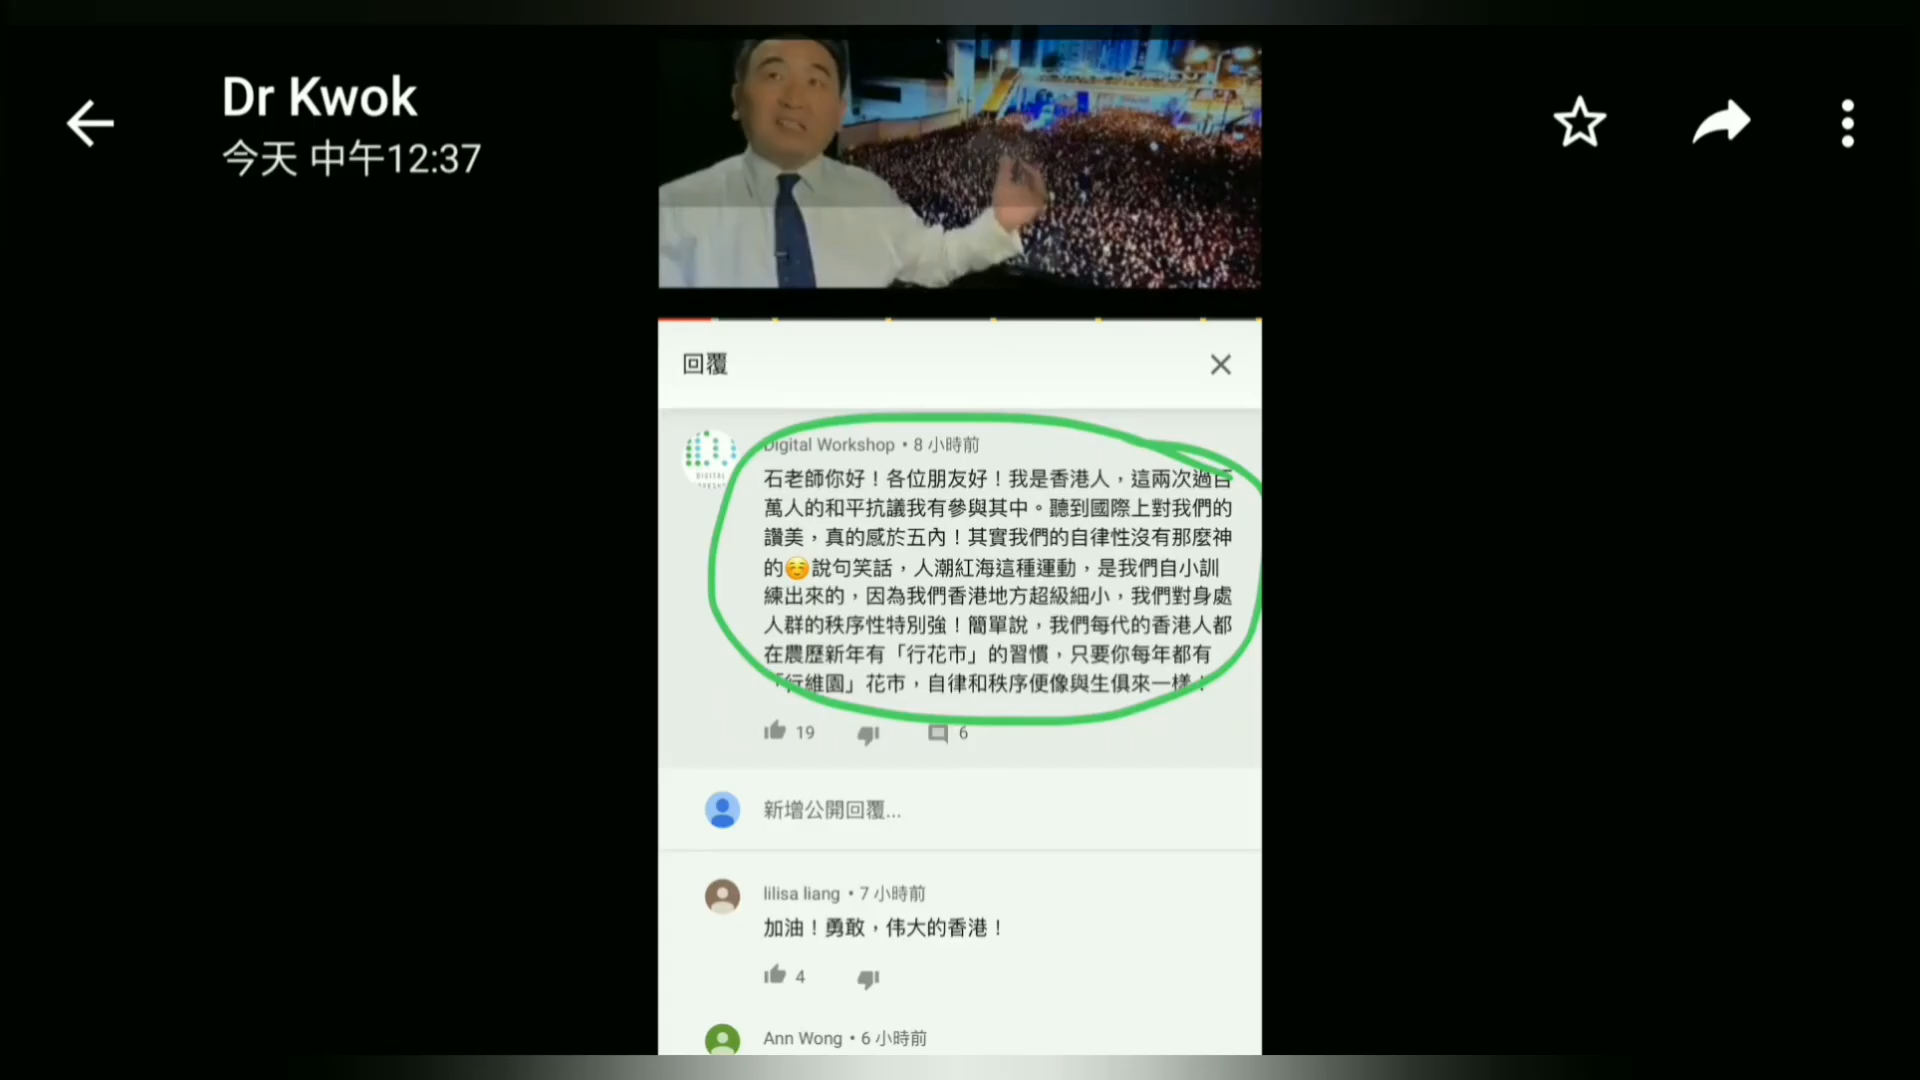 Dr Kwok
今天 中午12:37
回覆
Digital Workshop • 8 小時前
石老師你好！各位朋友好！我是香港人，這兩次過百
萬人的和平抗議我有參與其中。聽到國際上對我們的
讚美，真的感於五內！其實我們的自律性沒有那麼神
的☺️說句笑話，人潮紅海這種運動，是我們自小訓
練出來的，因為我們香港地方超級細小，我們對身處
人群的秩序性特別強！簡單說，我們每代的香港人都
在農歷新年有「行花市」的習慣，只要你每年都有
「行維園」花市，自律和秩序便像與生俱來一樣！
19
6
新增公開回覆...
lilisa liang • 7 小時前
加油！勇敢，伟大的香港！
4
Ann Wong • 6 小時前